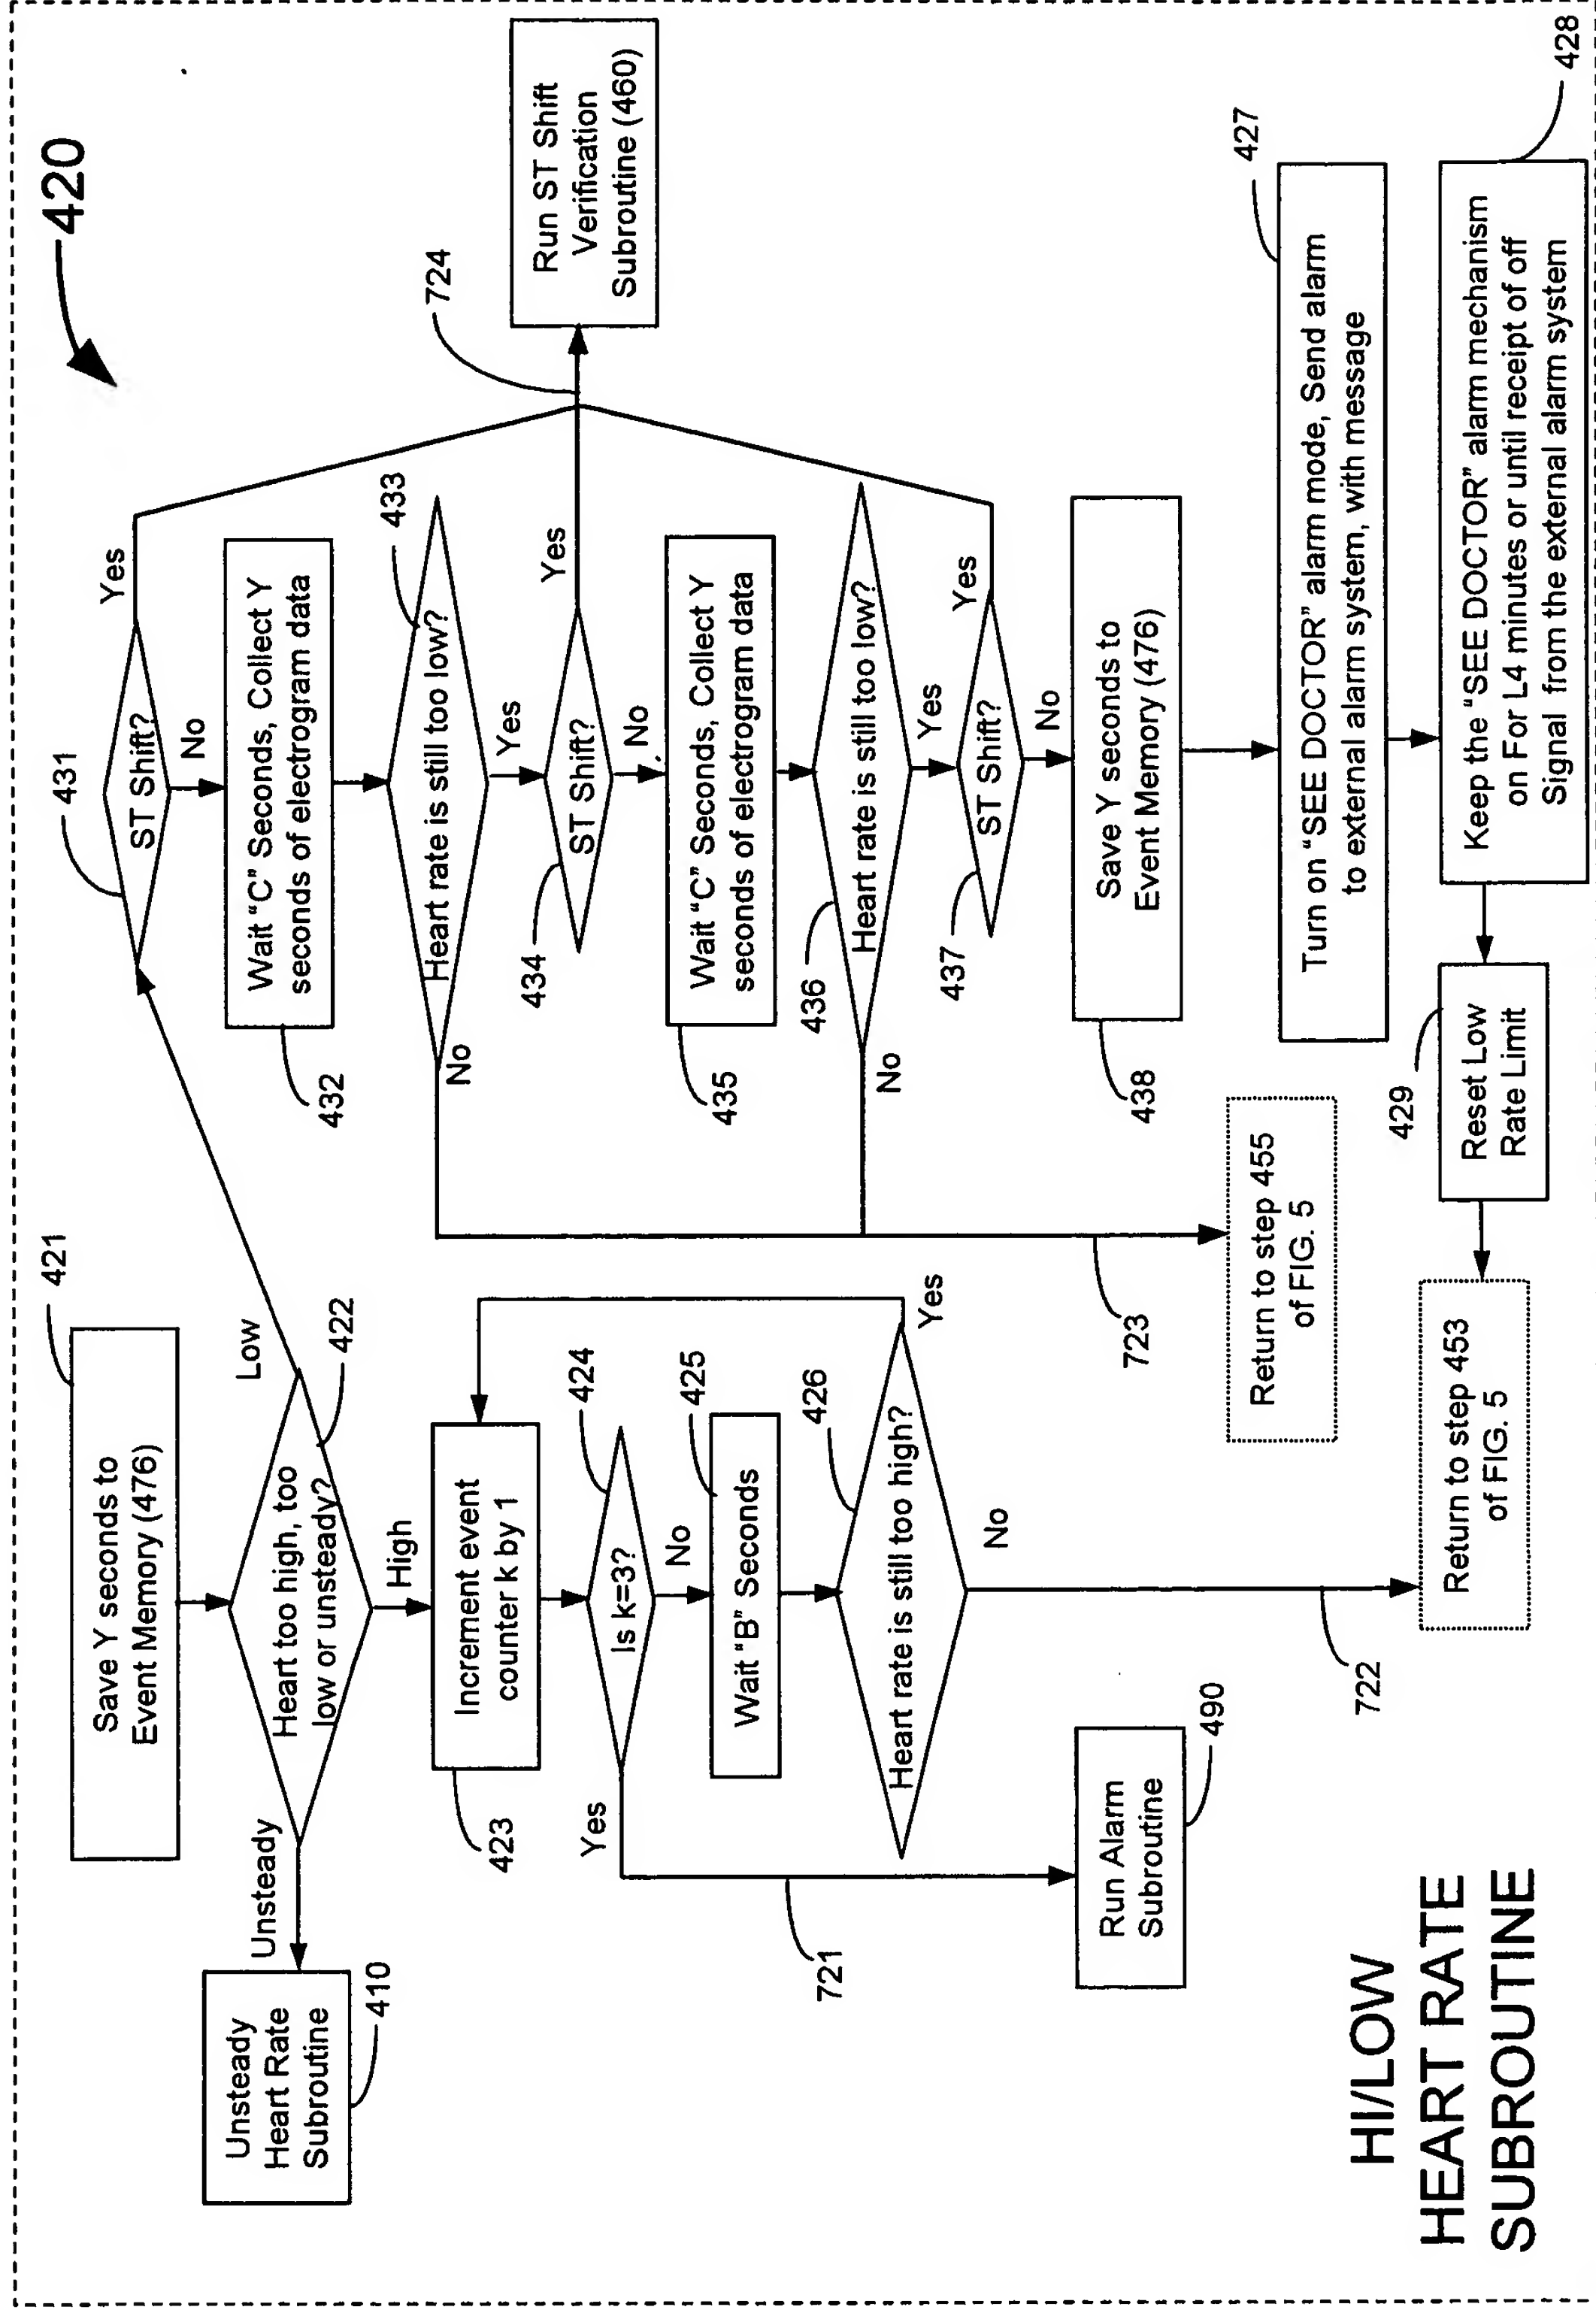 420
421
Save Y seconds to
Event Memory (476)
422
Heart too high, too
low or unsteady?
Unsteady
Low
High
Unsteady
Heart Rate
Subroutine
410
423
Increment event
counter k by 1
424
Is k=3?
Yes
No
425
Wait "B" Seconds
426
Heart rate is still too high?
Yes
No
721
Run Alarm
Subroutine
490
722
Return to step 453
of FIG. 5
431
ST Shift?
Yes
No
432
Wait "C" Seconds, Collect Y
seconds of electrogram data
433
Heart rate is still too low?
No
Yes
434
ST Shift?
Yes
No
435
Wait "C" Seconds, Collect Y
seconds of electrogram data
436
Heart rate is still too low?
No
Yes
437
ST Shift?
Yes
No
438
Save Y seconds to
Event Memory (476)
724
Run ST Shift
Verification
Subroutine (460)
723
Return to step 455
of FIG. 5
427
Turn on "SEE DOCTOR" alarm mode, Send alarm
to external alarm system, with message
428
Keep the "SEE DOCTOR" alarm mechanism
on For L4 minutes or until receipt of off
Signal from the external alarm system
429
Reset Low
Rate Limit
HI/LOW
HEART RATE
SUBROUTINE